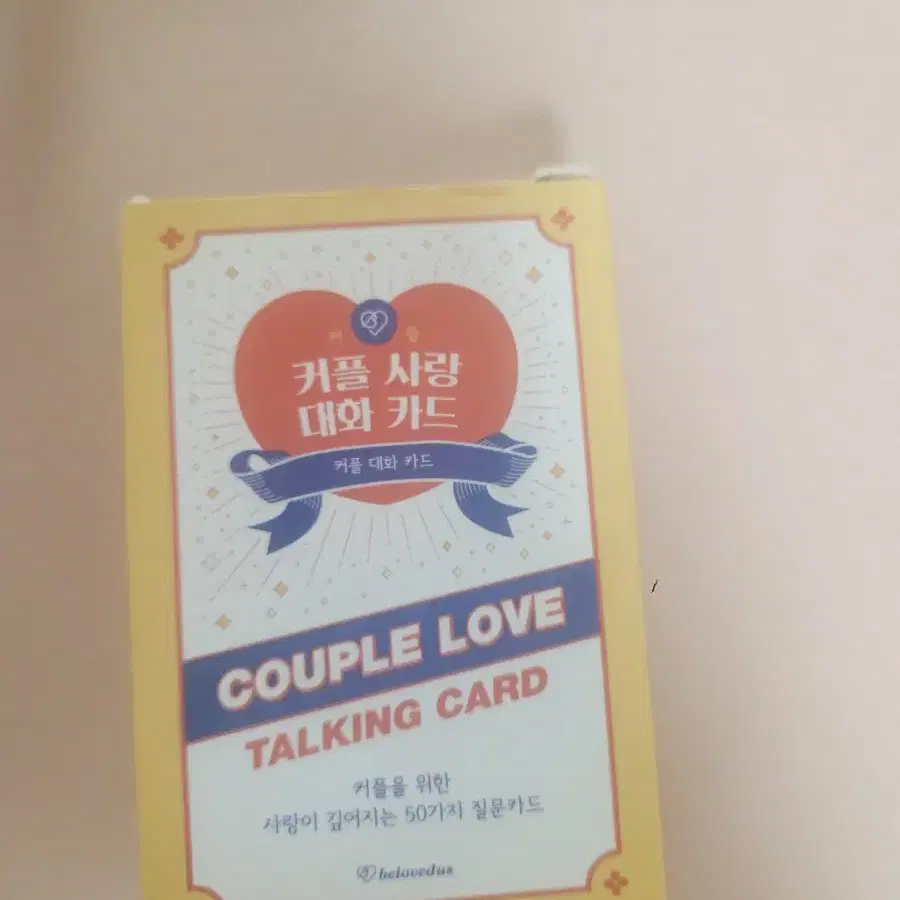 커플
커플 사랑
대화 카드
커플 대화 카드
COUPLE LOVE
TALKING CARD
커플을 위한
사랑이 깊어지는 50가지 질문카드
belovedus